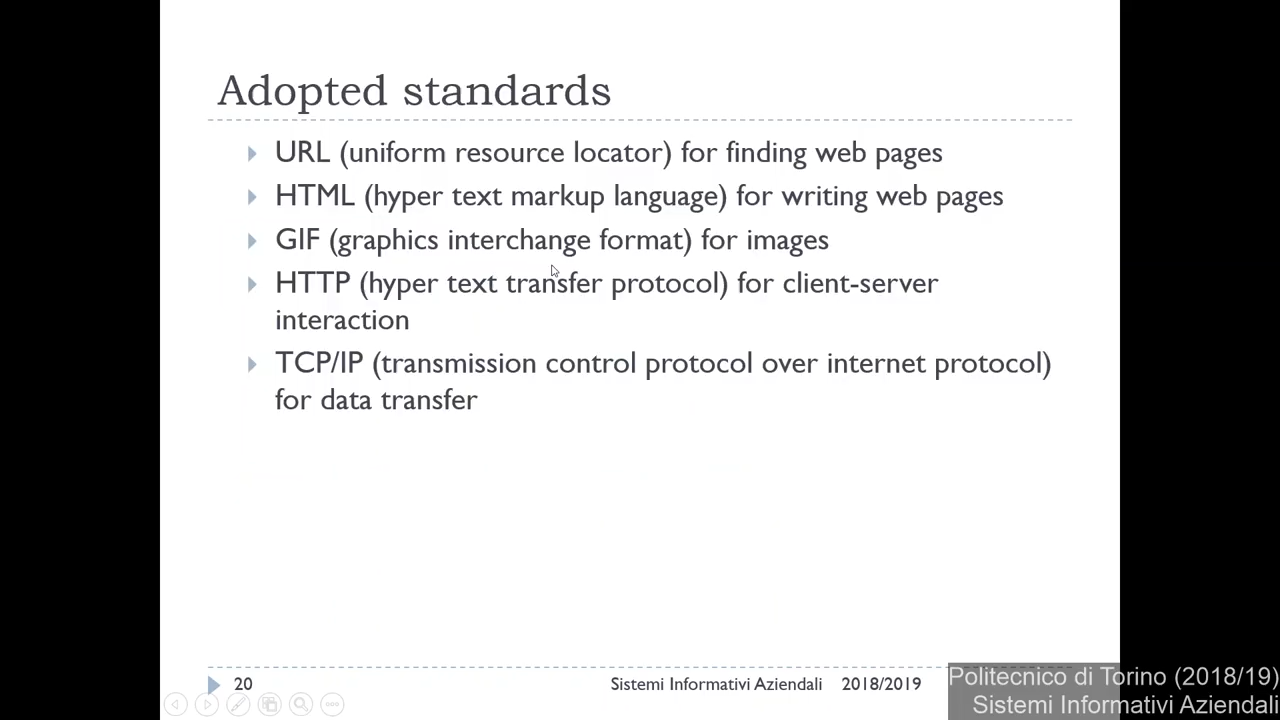 Adopted standards
URL (uniform resource locator) for finding web pages
HTML (hyper text markup language) for writing web pages
GIF (graphics interchange format) for images
HTTP (hyper text transfer protocol) for client-server
interaction
TCP/IP (transmission control protocol over internet protocol)
for data transfer
20
Sistemi Informativi Aziendali 2018/2019
Politecnico di Torino (2018/19)
Sistemi Informativi Aziendali